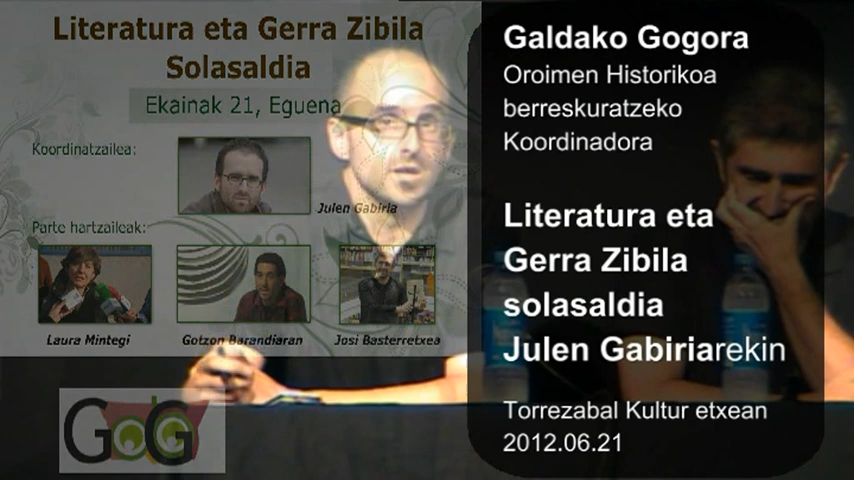 Literatura eta Gerra Zibila
Solasaldia
Ekainak 21, Eguena
Koordinatzailea:
Julen Gabiria
Parte hartzaileak:
Laura Mintegi
Gotzon Barandiaran
Josi Basterretxea
GoGG
Galdako Gogora
Oroimen Historikoa
berreskuratzeko
Koordinadora
Literatura eta
Gerra Zibila
solasaldia
Julen Gabiriarekin
Torrezabal Kultur etxean
2012.06.21